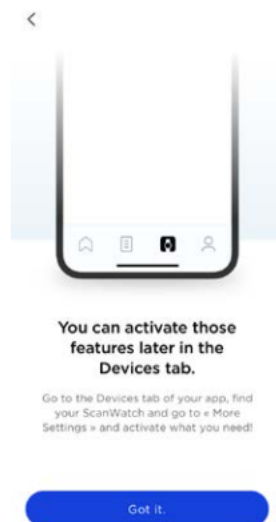 You can activate those
features later in the
Devices tab.
Go to the Devices tab of your app, find
your ScanWatch and go to « More
Settings » and activate what you need!
Got it.